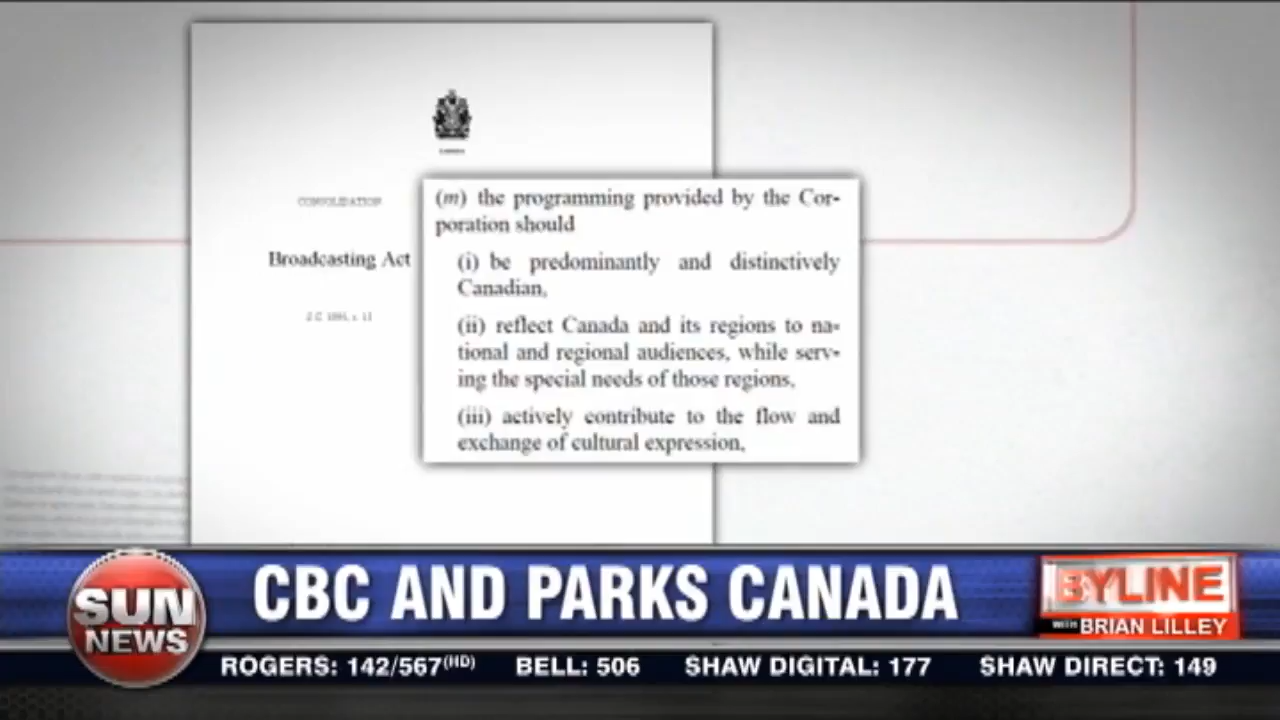 CANADA
CONSOLIDATION
Broadcasting Act
(m) the programming provided by the Cor-
poration should
(i) be predominantly and distinctively
Canadian,
(ii) reflect Canada and its regions to na-
tional and regional audiences, while serv-
ing the special needs of those regions,
(iii) actively contribute to the flow and
exchange of cultural expression,
SUN
NEWS
CBC AND PARKS CANADA
BYLINE
WITH BRIAN LILLEY
ROGERS: 142/567(HD) BELL: 506 SHAW DIGITAL: 177 SHAW DIRECT: 149